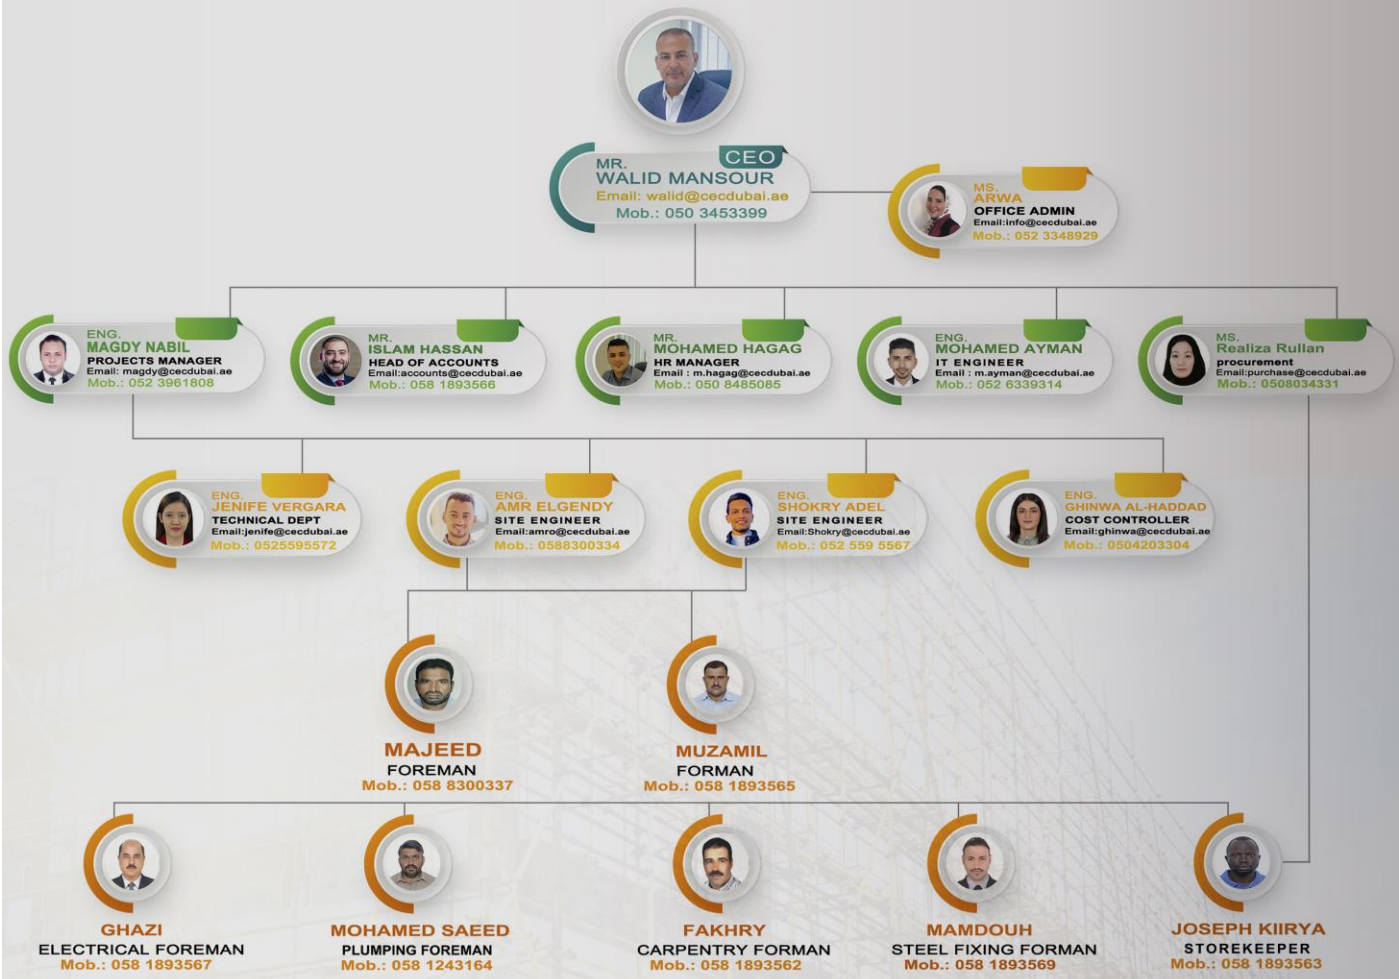 CEO
MR.
WALID MANSOUR
Email: walid@cecdubai.ae
Mob.: 050 3453399
MS.
ARWA
OFFICE ADMIN
Email:info@cecdubai.ae
Mob.: 052 3348929
ENG.
MAGDY NABIL
PROJECTS MANAGER
Email: magdy@cecdubai.ae
Mob.: 052 3961808
MR.
ISLAM HASSAN
HEAD OF ACCOUNTS
Email:accounts@cecdubai.ae
Mob.: 058 1893566
MR.
MOHAMED HAGAG
HR MANAGER
Email : m.hagag@cecdubai.ae
Mob.: 050 8485085
ENG.
MOHAMED AYMAN
IT ENGINEER
Email : m.ayman@cecdubai.ae
Mob.: 052 6339314
MS.
Realiza Rullan
procurement
Email:purchase@cecdubai.ae
Mob.: 0508034331
ENG.
JENIFE VERGARA
TECHNICAL DEPT
Email:jenife@cecdubai.ae
Mob.: 0525595572
ENG.
AMR ELGENDY
SITE ENGINEER
Email:amro@cecdubai.ae
Mob.: 0588300334
ENG.
SHOKRY ADEL
SITE ENGINEER
Email:Shokry@cecdubai.ae
Mob.: 052 559 5567
ENG.
GHINWA AL-HADDAD
COST CONTROLLER
Email:ghinwa@cecdubai.ae
Mob.: 0504203304
MAJEED
FOREMAN
Mob.: 058 8300337
MUZAMIL
FORMAN
Mob.: 058 1893565
GHAZI
ELECTRICAL FOREMAN
Mob.: 058 1893567
MOHAMED SAEED
PLUMPING FOREMAN
Mob.: 058 1243164
FAKHRY
CARPENTRY FORMAN
Mob.: 058 1893562
MAMDOUH
STEEL FIXING FORMAN
Mob.: 058 1893569
JOSEPH KIIRYA
STOREKEEPER
Mob.: 058 1893563